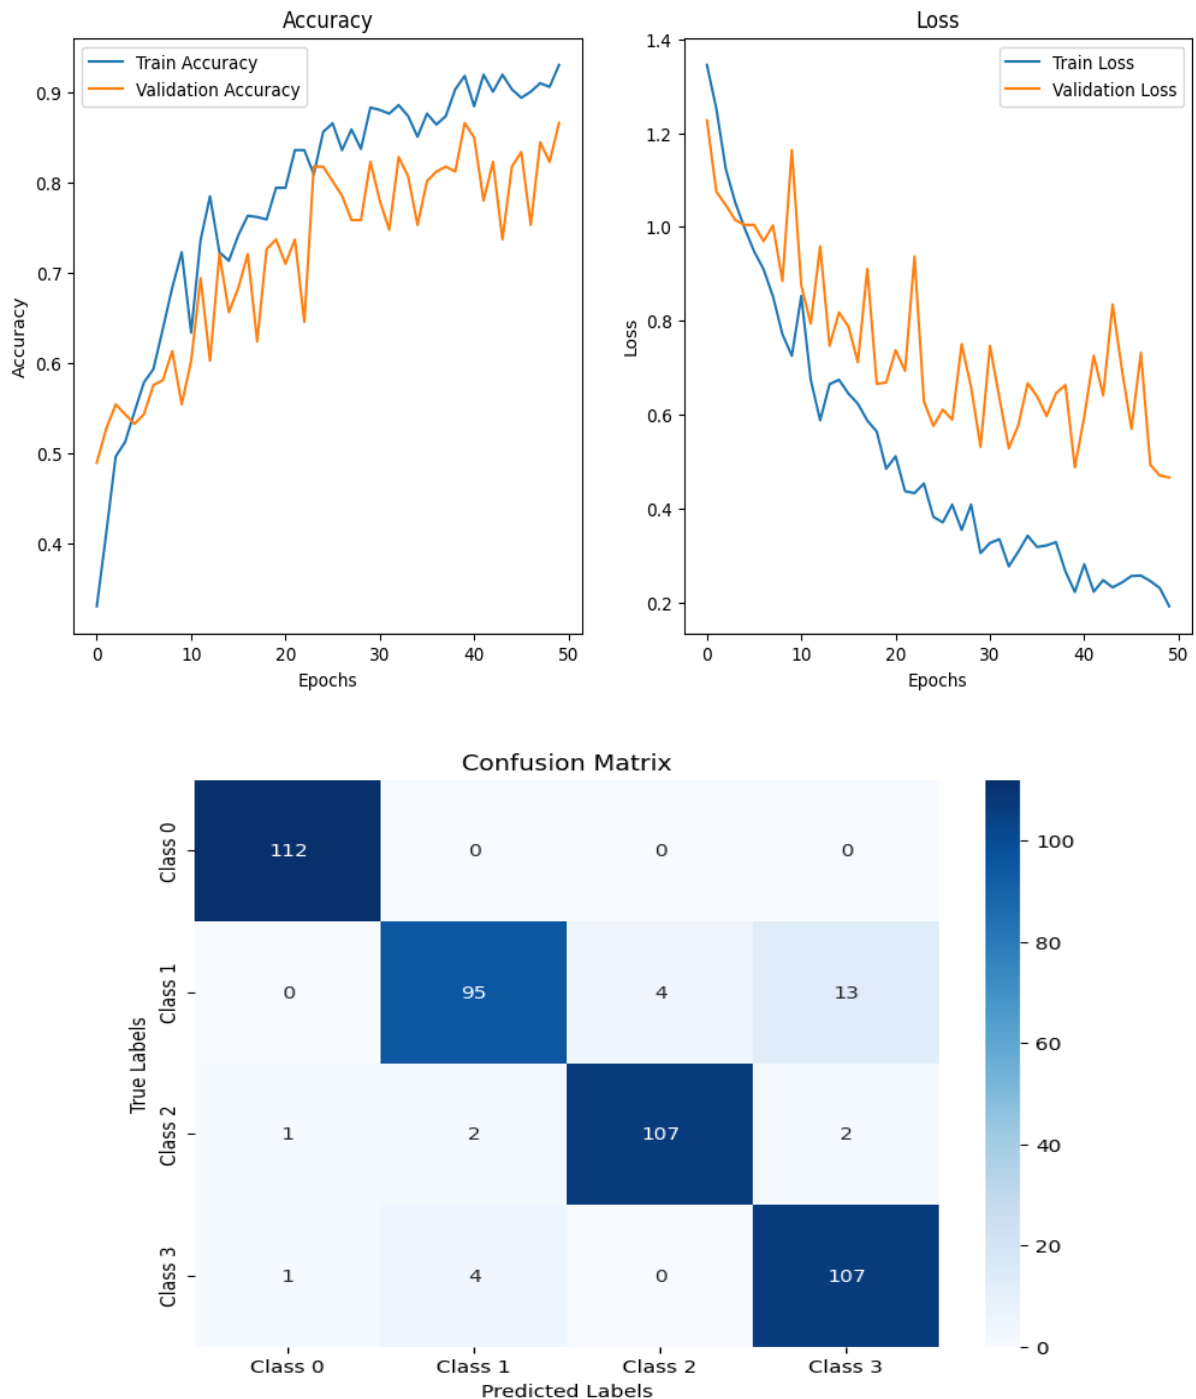 Accuracy
Train Accuracy
Validation Accuracy
0.9
0.8
0.7
0.6
0.5
0.4
Accuracy
0 10 20 30 40 50
Epochs
Loss
Train Loss
Validation Loss
1.4
1.2
1.0
0.8
0.6
0.4
0.2
Loss
0 10 20 30 40 50
Epochs
Confusion Matrix
True Labels
Class 0
112 0 0 0
Class 1
0 95 4 13
Class 2
1 2 107 2
Class 3
1 4 0 107
Class 0 Class 1 Class 2 Class 3
Predicted Labels
100
80
60
40
20
0